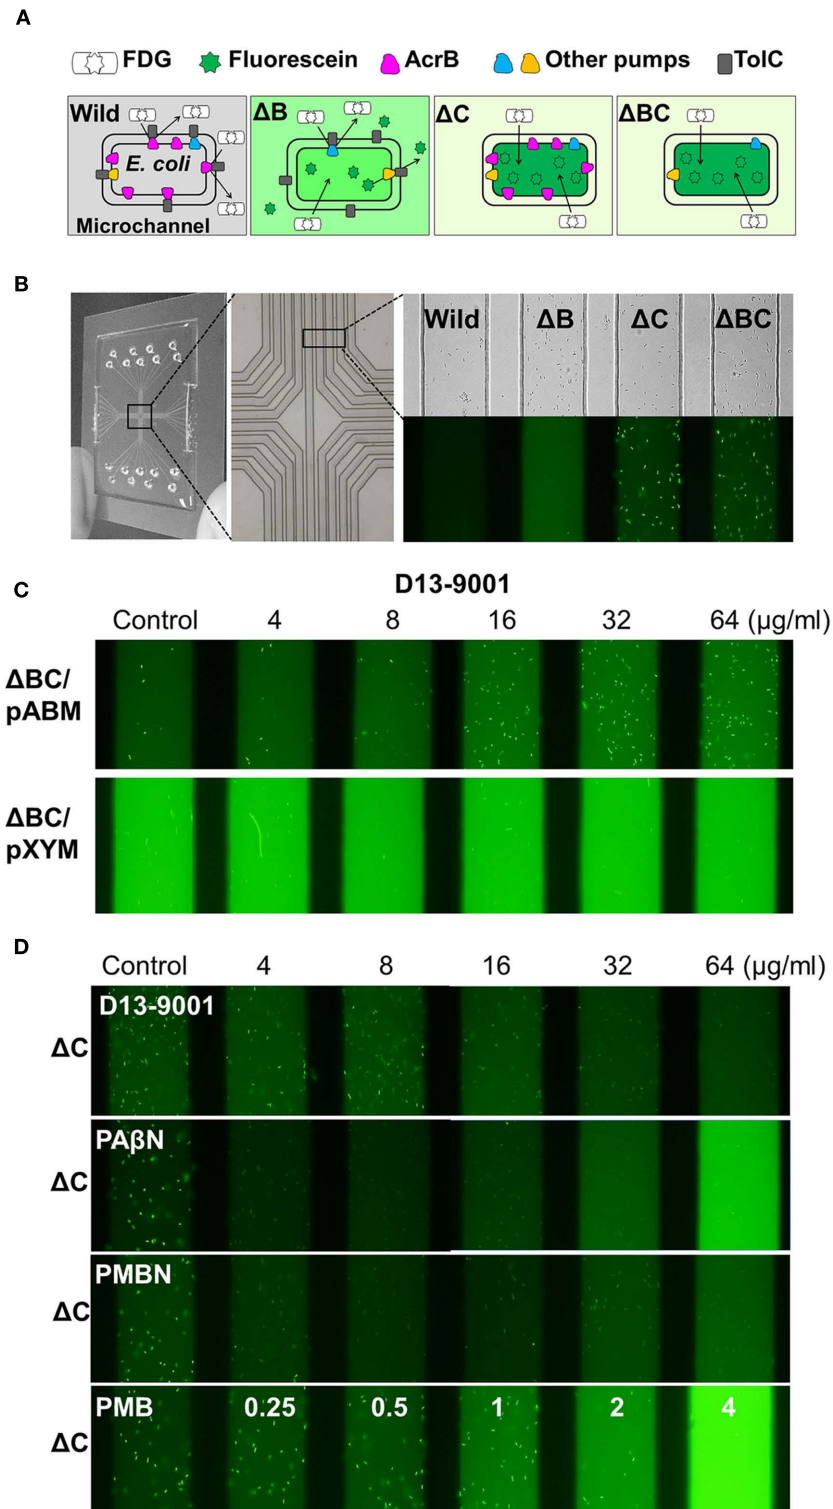 A
FDG Fluorescein AcrB Other pumps TolC
Wild ΔB ΔC ΔBC
E. coli
Microchannel
B
Wild ΔB ΔC ΔBC
C
D13-9001
Control 4 8 16 32 64 (μg/ml)
ΔBC/
pABM
ΔBC/
pXYM
D
Control 4 8 16 32 64 (μg/ml)
D13-9001
ΔC
PAβN
ΔC
PMBN
ΔC
PMB 0.25 0.5 1 2 4
ΔC